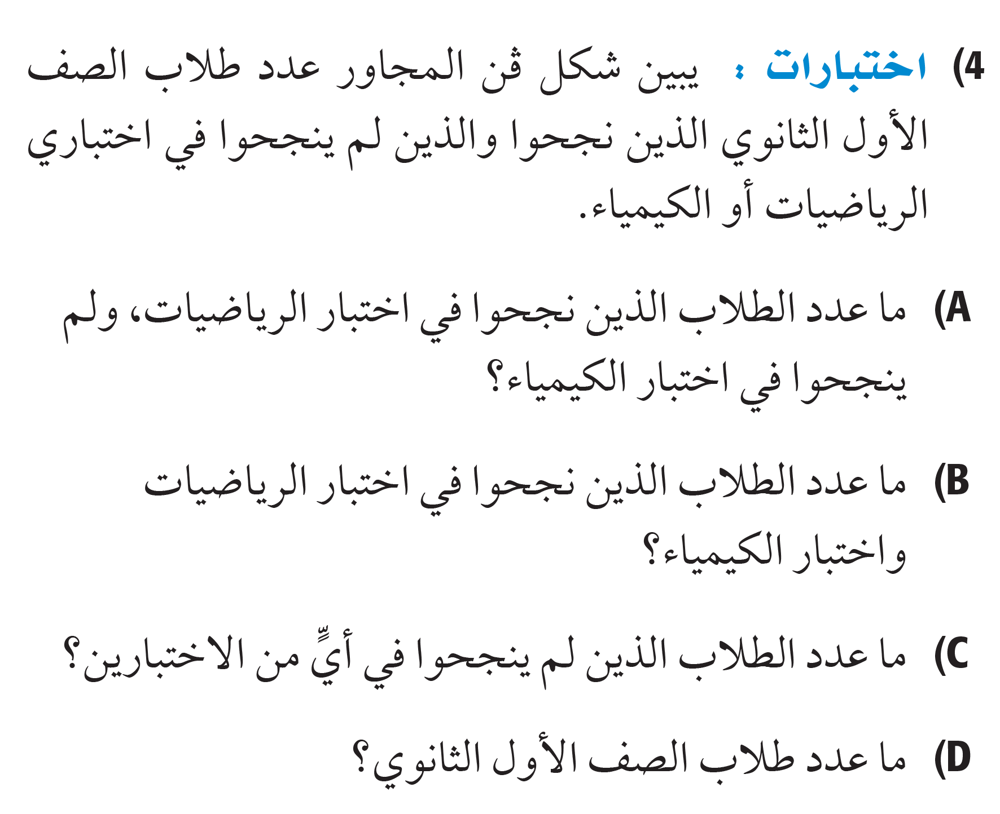 4) اختبارات : يبين شكل ڤن المجاور عدد طلاب الصف
الأول الثانوي الذين نجحوا والذين لم ينجحوا في اختباري
الرياضيات أو الكيمياء.
A) ما عدد الطلاب الذين نجحوا في اختبار الرياضيات، ولم
ينجحوا في اختبار الكيمياء؟
B) ما عدد الطلاب الذين نجحوا في اختبار الرياضيات
واختبار الكيمياء؟
C) ما عدد الطلاب الذين لم ينجحوا في أيٍّ من الاختبارين؟
D) ما عدد طلاب الصف الأول الثانوي؟